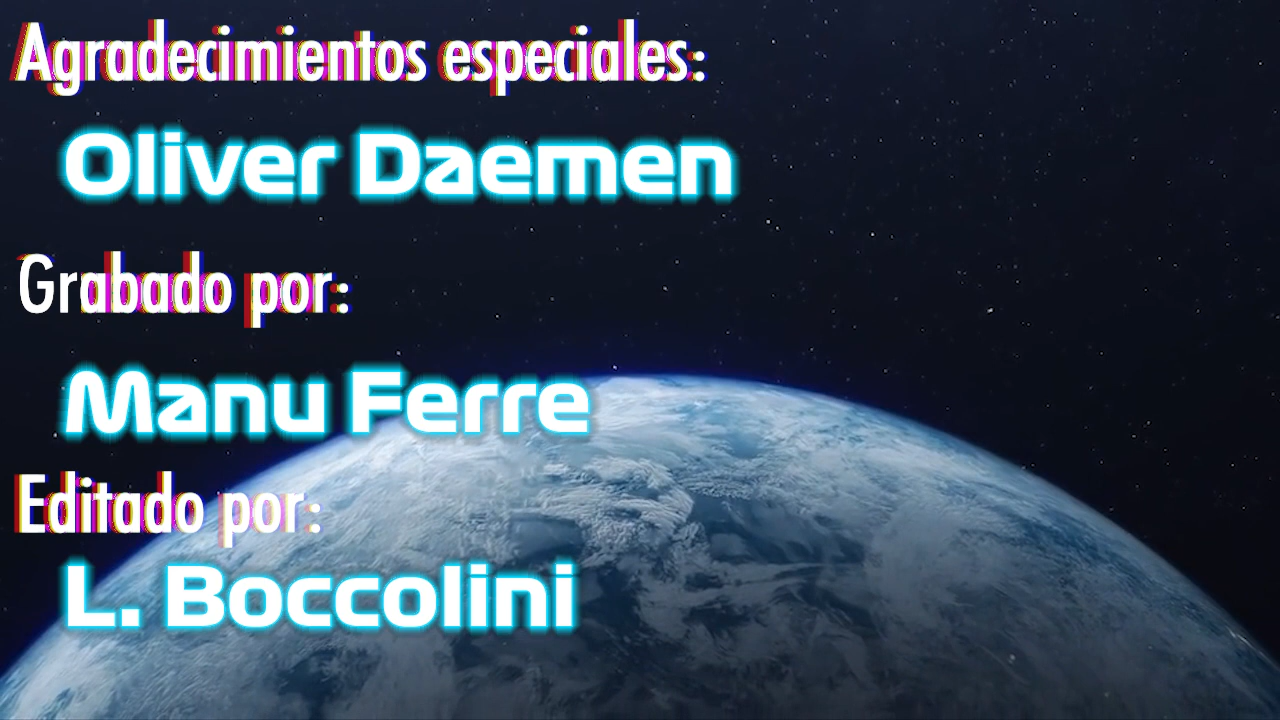 Agradecimientos especiales:
Oliver Daemen
Grabado por:
Manu Ferre
Editado por:
L. Boccolini